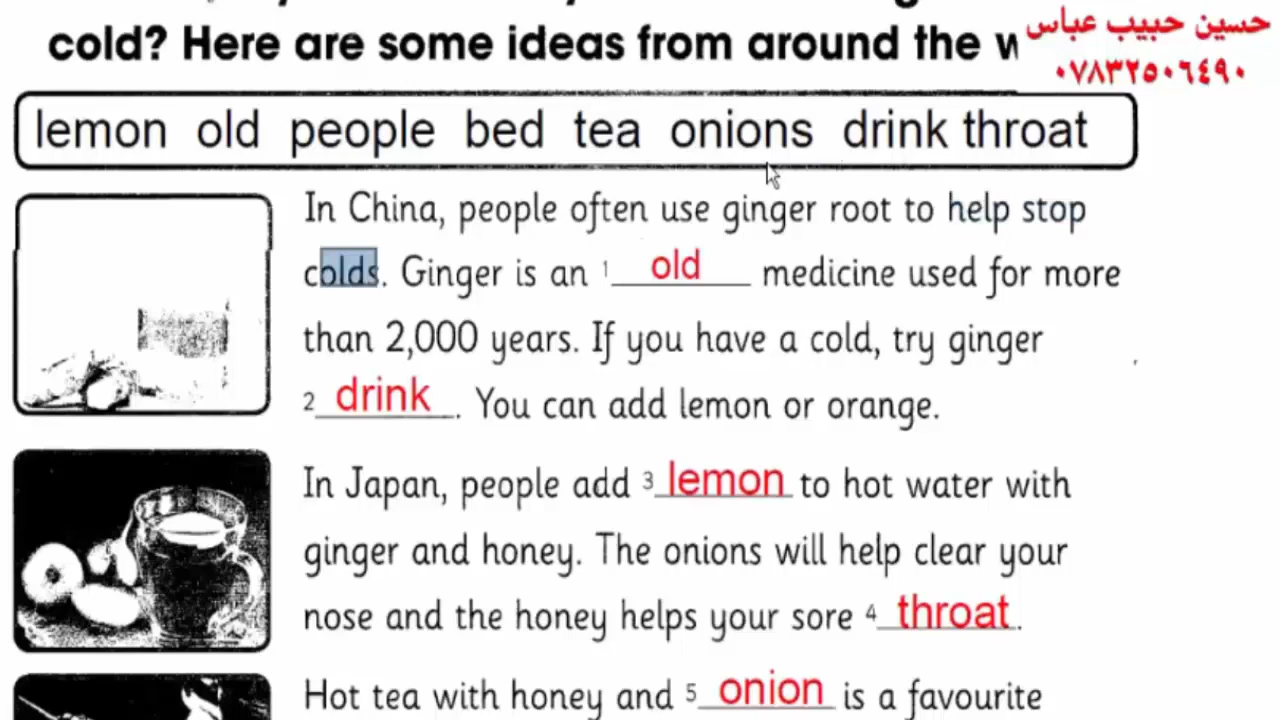 cold? Here are some ideas from around the
حسين حبيب عباس
٠٧٨٣٢٥٠٦٤٩٠
lemon old people bed tea onions drink throat
In China, people often use ginger root to help stop
colds. Ginger is an 1 old medicine used for more
than 2,000 years. If you have a cold, try ginger
2 drink. You can add lemon or orange.
In Japan, people add 3 lemon to hot water with
ginger and honey. The onions will help clear your
nose and the honey helps your sore 4 throat.
Hot tea with honey and 5 onion is a favourite